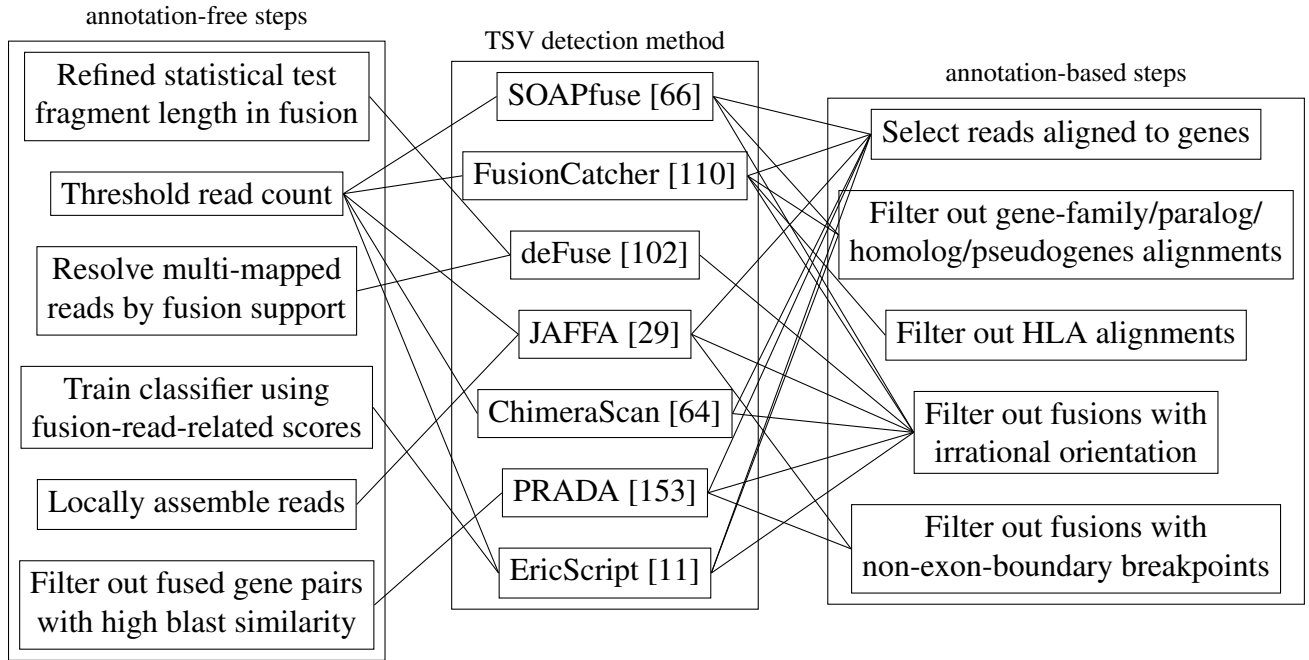 annotation-free steps
Refined statistical test
fragment length in fusion
Threshold read count
Resolve multi-mapped
reads by fusion support
Train classifier using
fusion-read-related scores
Locally assemble reads
Filter out fused gene pairs
with high blast similarity
TSV detection method
SOAPfuse [66]
FusionCatcher [110]
deFuse [102]
JAFFA [29]
ChimeraScan [64]
PRADA [153]
EricScript [11]
annotation-based steps
Select reads aligned to genes
Filter out gene-family/paralog/
homolog/pseudogenes alignments
Filter out HLA alignments
Filter out fusions with
irrational orientation
Filter out fusions with
non-exon-boundary breakpoints